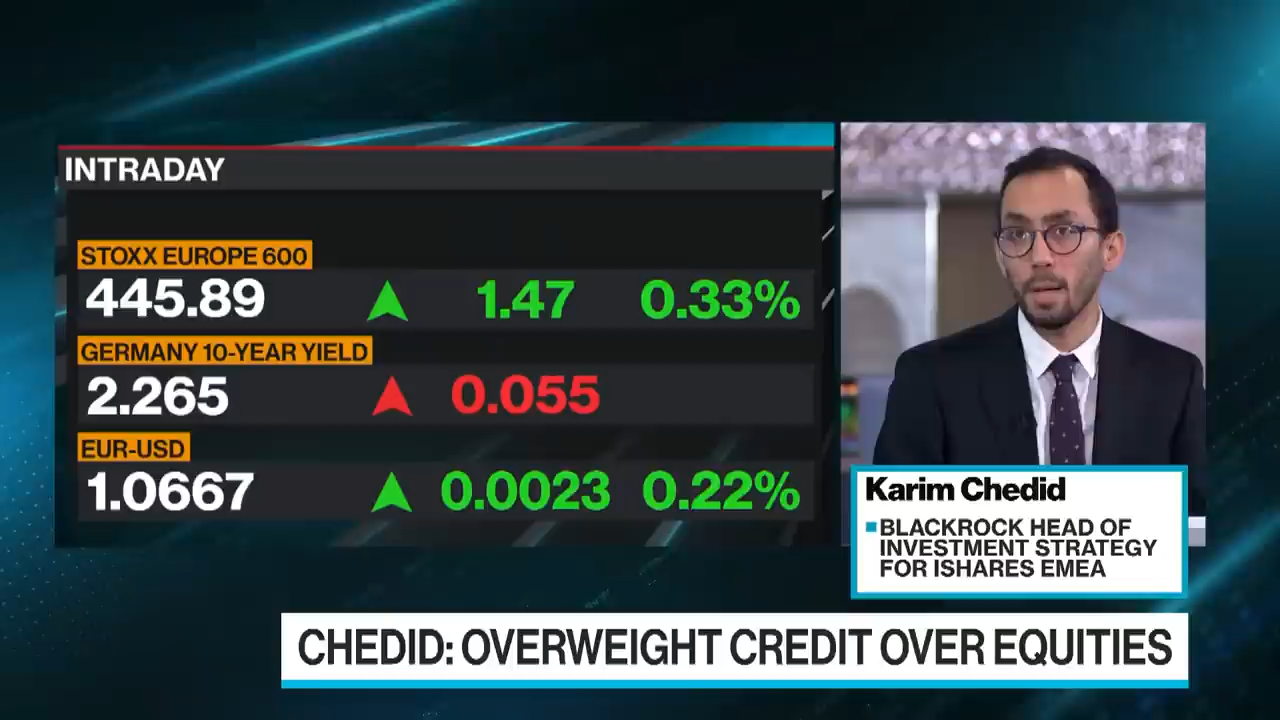 INTRADAY
STOXX EUROPE 600
445.89 ▲ 1.47 0.33%
GERMANY 10-YEAR YIELD
2.265 ▲ 0.055
EUR-USD
1.0667 ▲ 0.0023 0.22%
Karim Chedid
BLACKROCK HEAD OF
INVESTMENT STRATEGY
FOR ISHARES EMEA
CHEDID: OVERWEIGHT CREDIT OVER EQUITIES